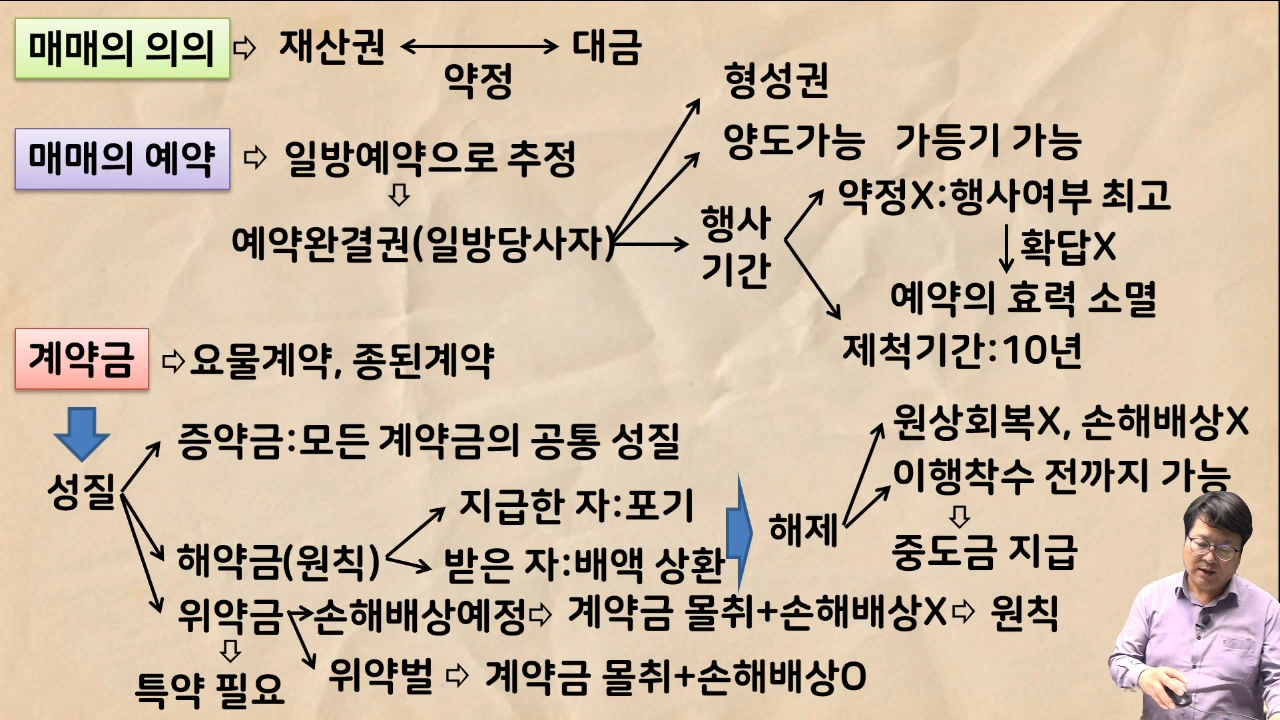 매매의 의의 ⇨ 재산권 ↔ 대금
약정
형성권
매매의 예약 ⇨ 일방예약으로 추정
양도가능 가등기 가능
예약완결권(일방당사자)
행사
기간
약정X:행사여부 최고
확답X
예약의 효력 소멸
제척기간:10년
계약금 ⇨요물계약, 종된계약
성질
증약금:모든 계약금의 공통 성질
해약금(원칙)
지급한 자:포기
받은 자:배액 상환
해제
원상회복X, 손해배상X
이행착수 전까지 가능
중도금 지급
위약금→손해배상예정⇨ 계약금 몰취+손해배상X⇨ 원칙
위약벌 ⇨ 계약금 몰취+손해배상O
특약 필요